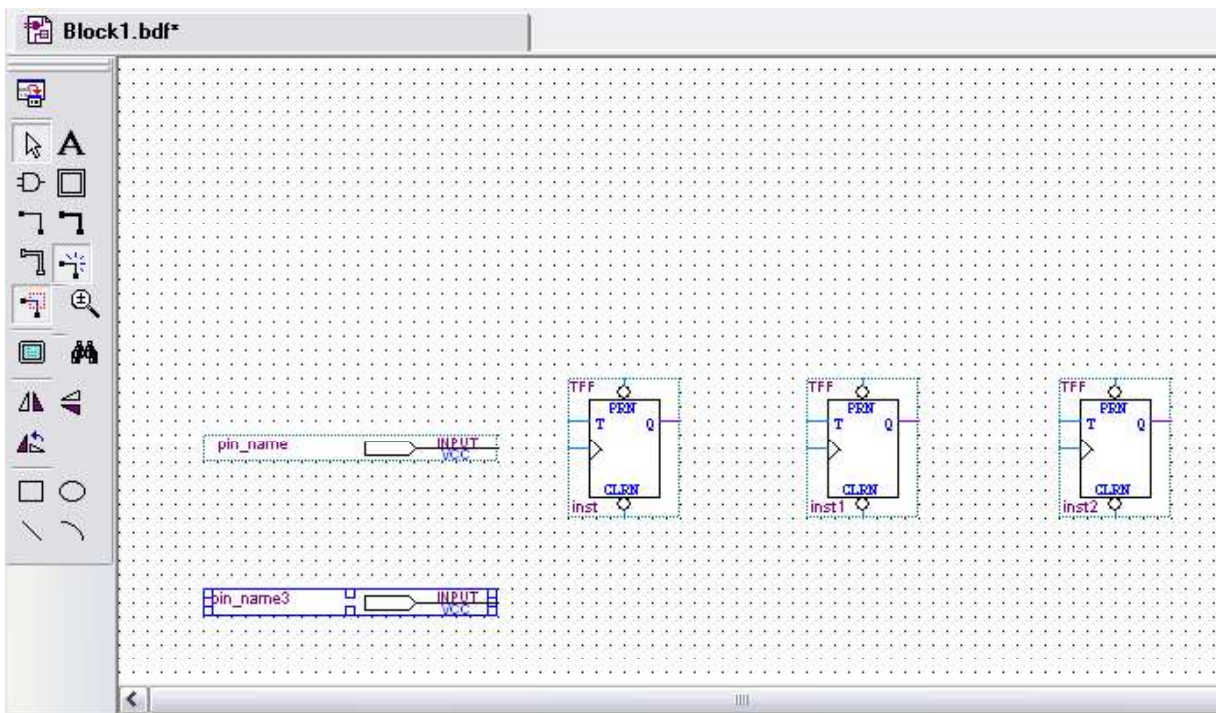 Block1.bdf*
A
TFF
PRN
T Q
CLRN
inst
TFF
PRN
T Q
CLRN
inst1
TFF
PRN
T Q
CLRN
inst2
pin_name INPUT
VCC
pin_name3 INPUT
VCC